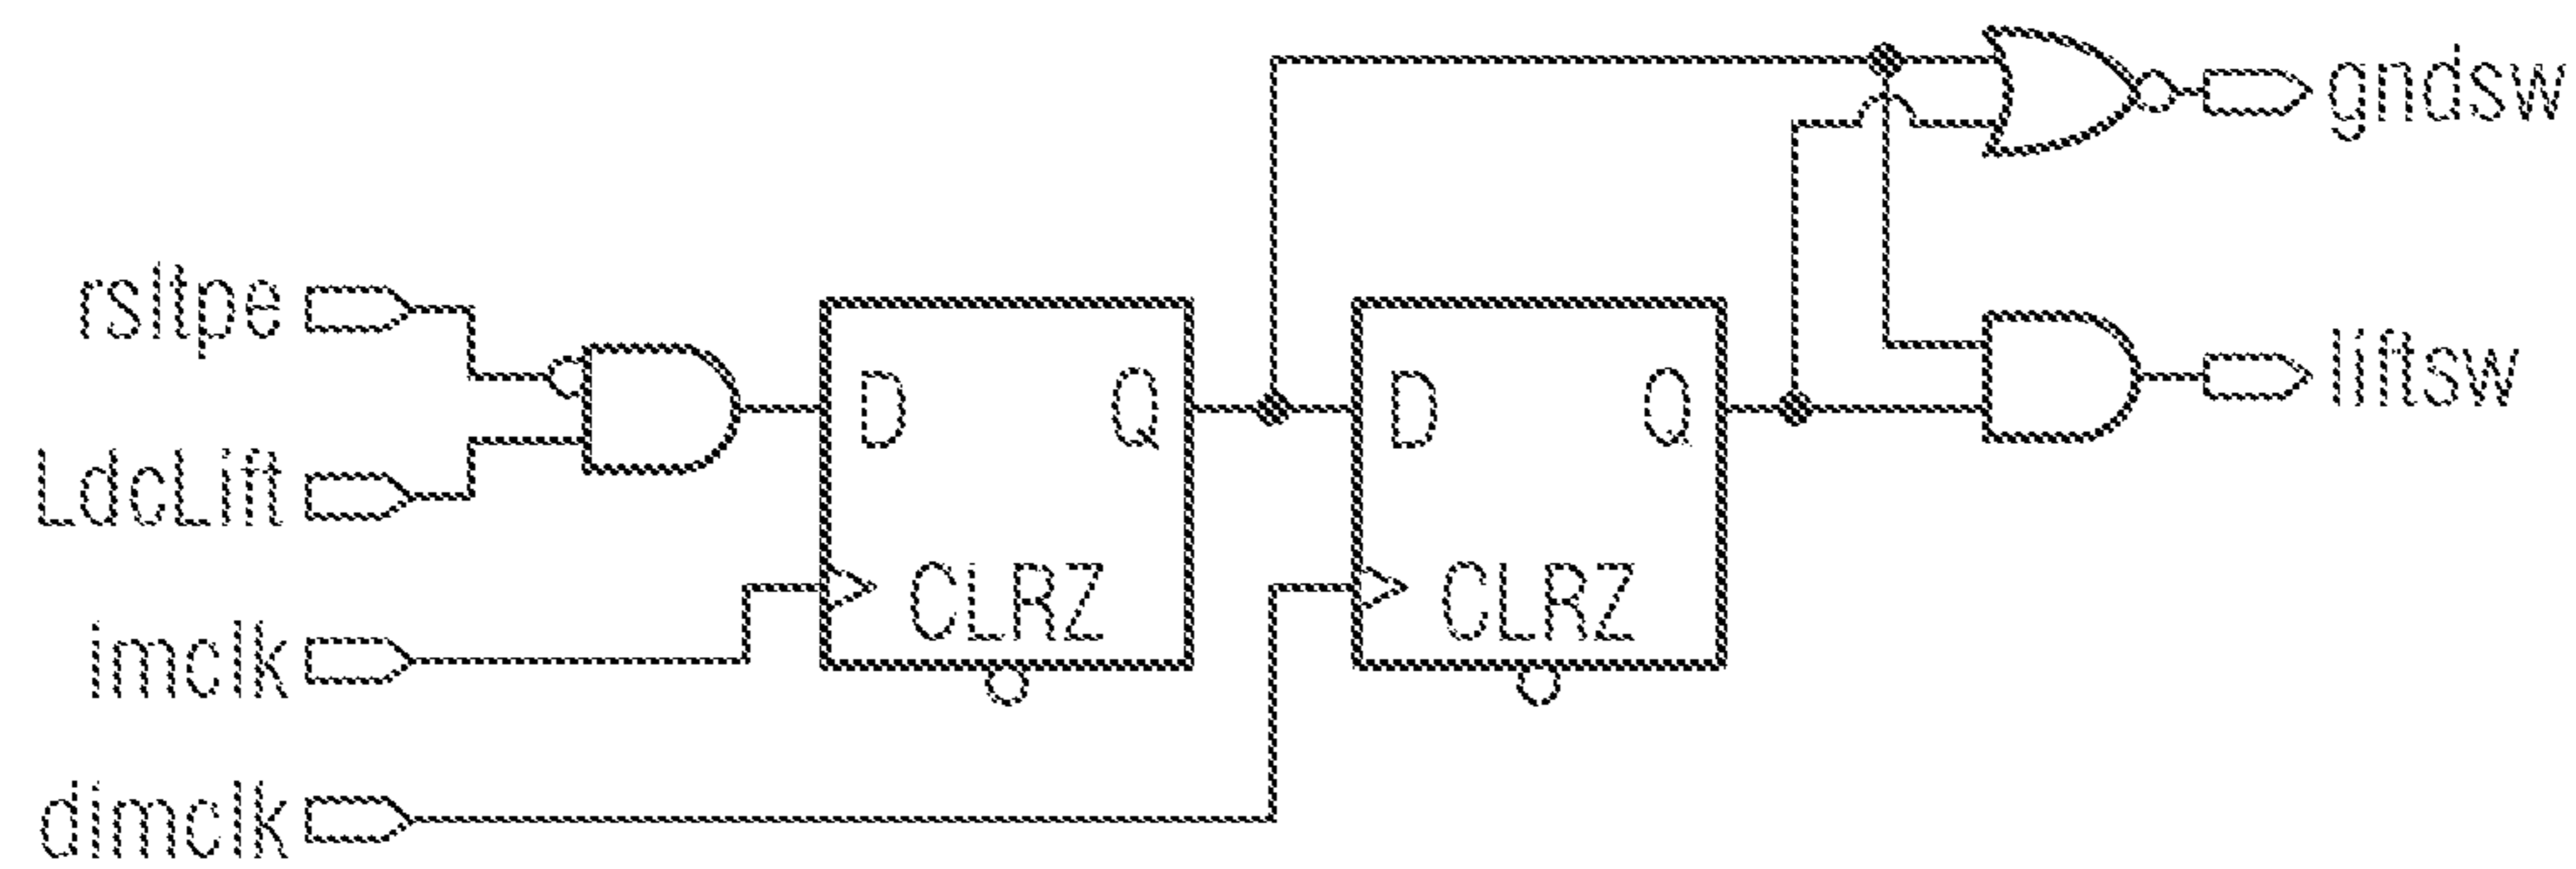 gndsw
rsltpe
D Q D Q
liftsw
LdcLift
CLRZ CLRZ
imclk
dimclk